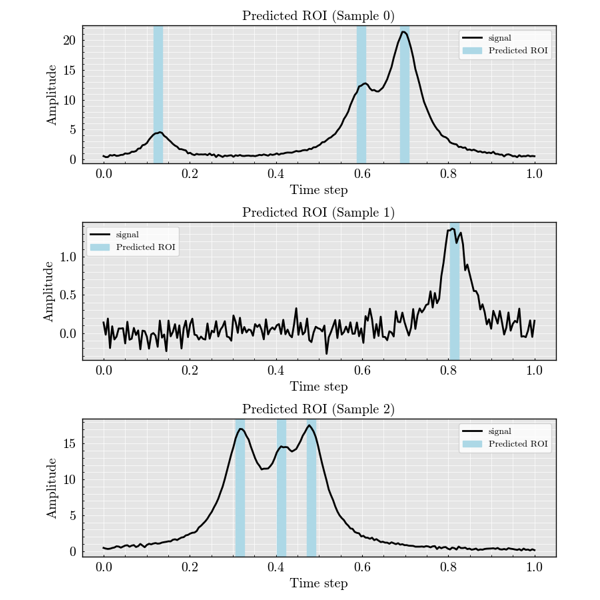 Predicted ROI (Sample 0)
20
15
10
5
0
Amplitude
signal
Predicted ROI
0.0 0.2 0.4 0.6 0.8 1.0
Time step
Predicted ROI (Sample 1)
1.0
0.5
0.0
Amplitude
signal
Predicted ROI
0.0 0.2 0.4 0.6 0.8 1.0
Time step
Predicted ROI (Sample 2)
15
10
5
0
Amplitude
signal
Predicted ROI
0.0 0.2 0.4 0.6 0.8 1.0
Time step